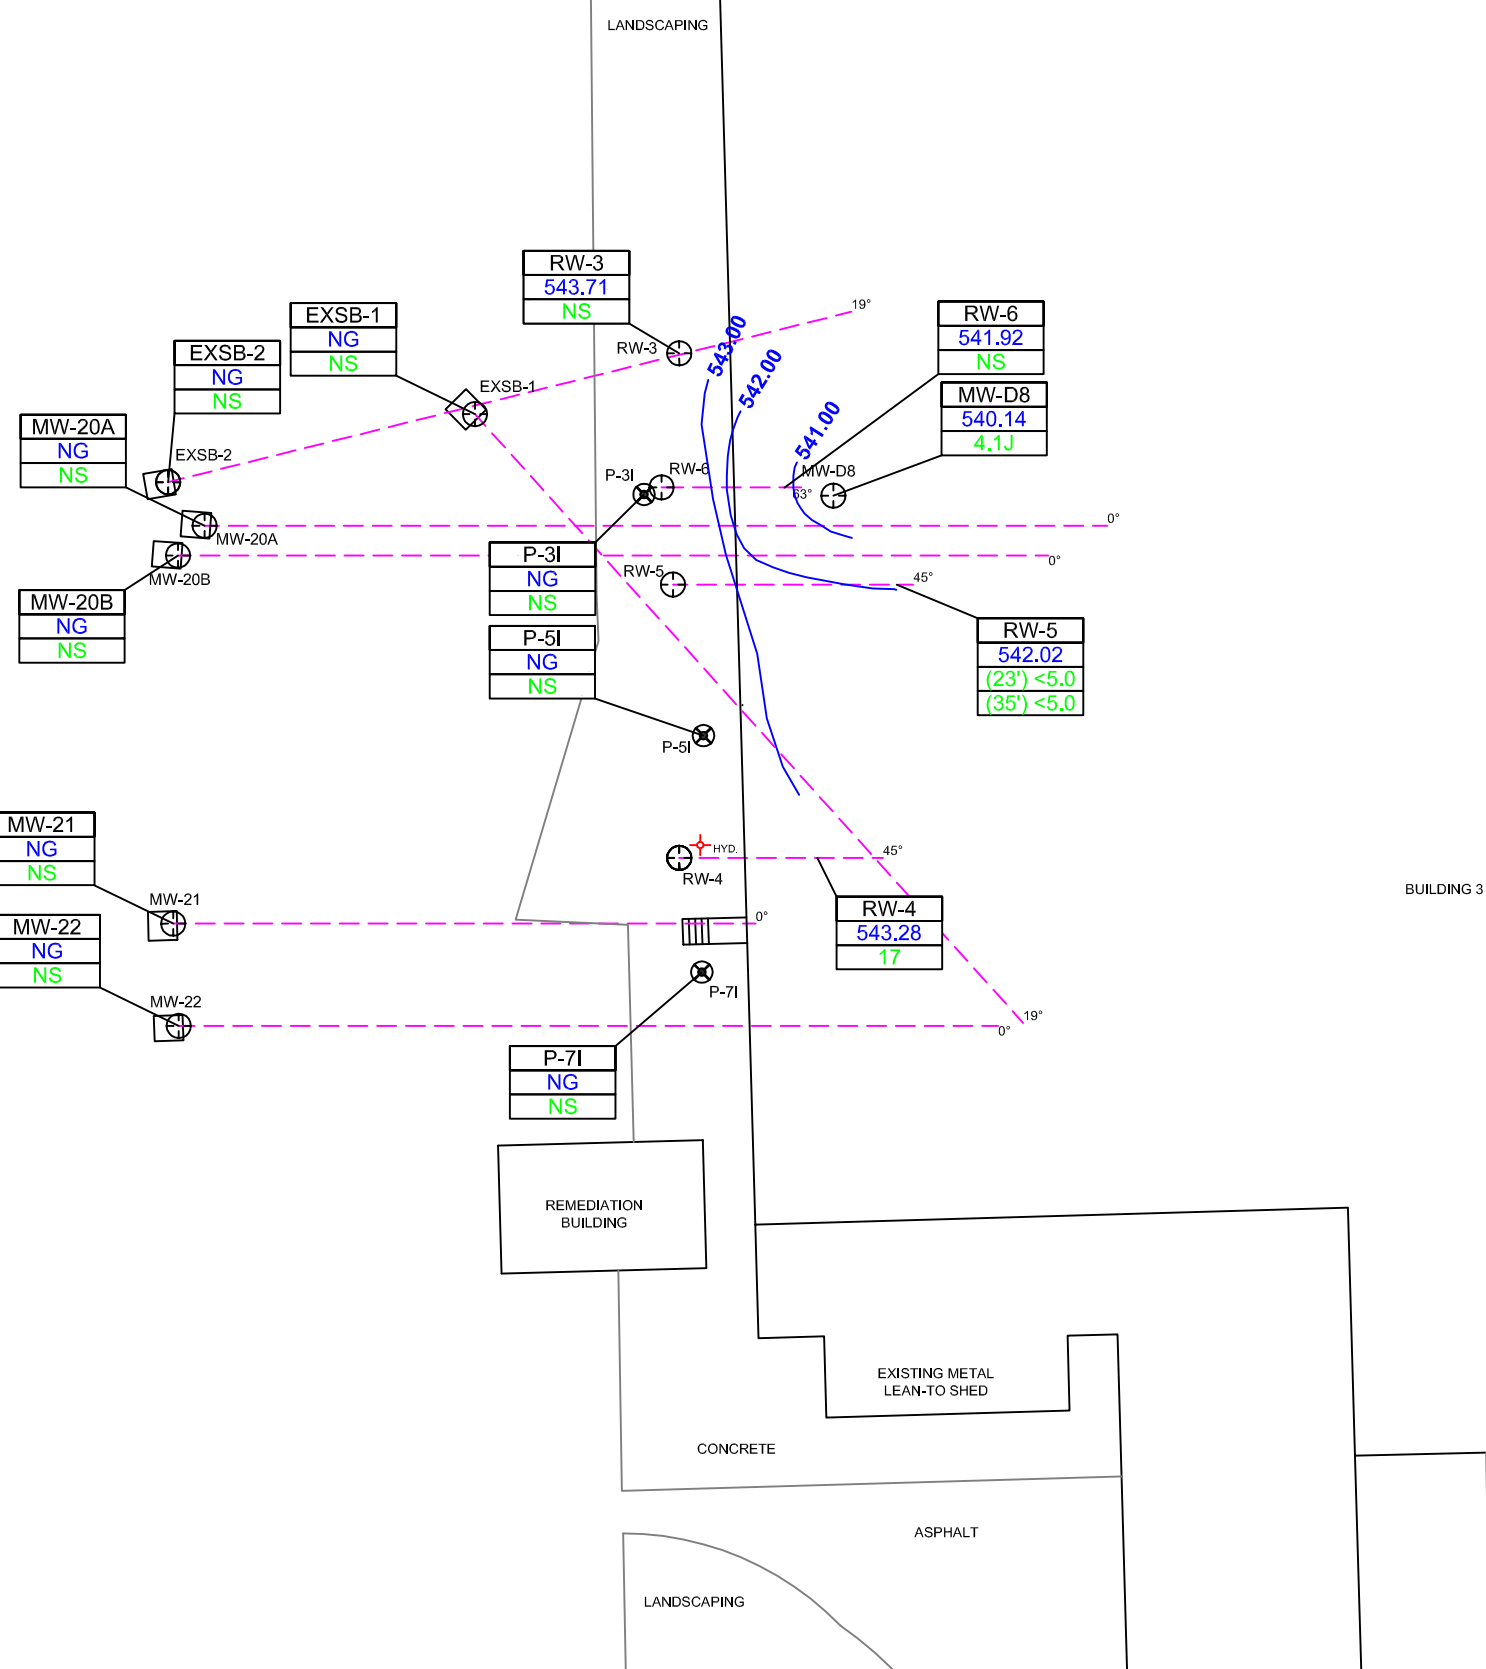 LANDSCAPING
RW-3
543.71
NS
RW-3
19°
543.00
542.00
541.00
RW-6
541.92
NS
MW-D8
540.14
4.1J
EXSB-1
NG
NS
EXSB-1
EXSB-2
NG
NS
EXSB-2
MW-20A
NG
NS
MW-20A
0°
MW-20B
MW-20B
NG
NS
0°
P-3I
RW-6
MW-D8
63°
P-3I
NG
NS
RW-5
45°
RW-5
542.02
(23') <5.0
(35') <5.0
P-5I
NG
NS
P-5I
HYD.
RW-4
45°
RW-4
543.28
17
BUILDING 3
MW-21
NG
NS
MW-21
0°
MW-22
NG
NS
MW-22
0°
19°
P-7I
P-7I
NG
NS
REMEDIATION
BUILDING
EXISTING METAL
LEAN-TO SHED
CONCRETE
ASPHALT
LANDSCAPING